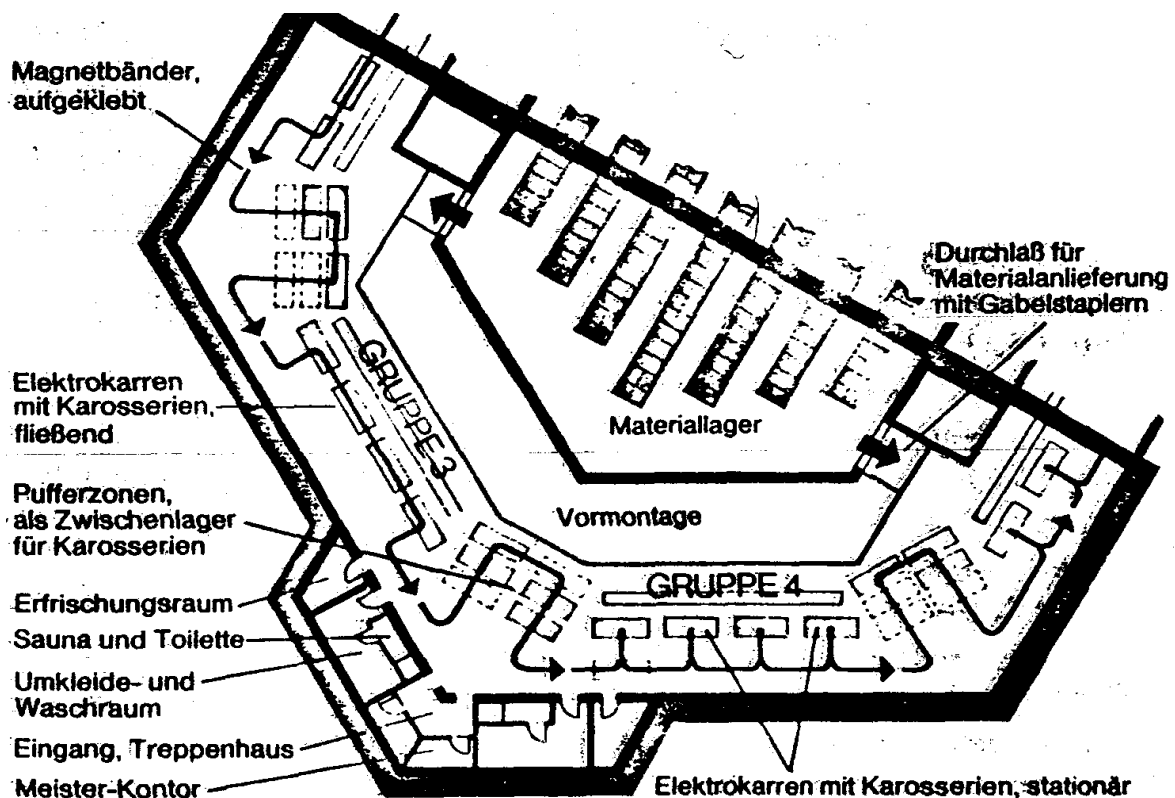 Magnetbänder,
aufgeklebt
Durchlaß für
Materialanlieferung
mit Gabelstaplern
Elektrokarren
mit Karosserien,
fließend
GRUPPE 3
Materiallager
Pufferzonen,
als Zwischenlager
für Karosserien
Vormontage
GRUPPE 4
Erfrischungsraum
Sauna und Toilette
Umkleide- und
Waschraum
Eingang, Treppenhaus
Meister-Kontor
Elektrokarren mit Karosserien, stationär